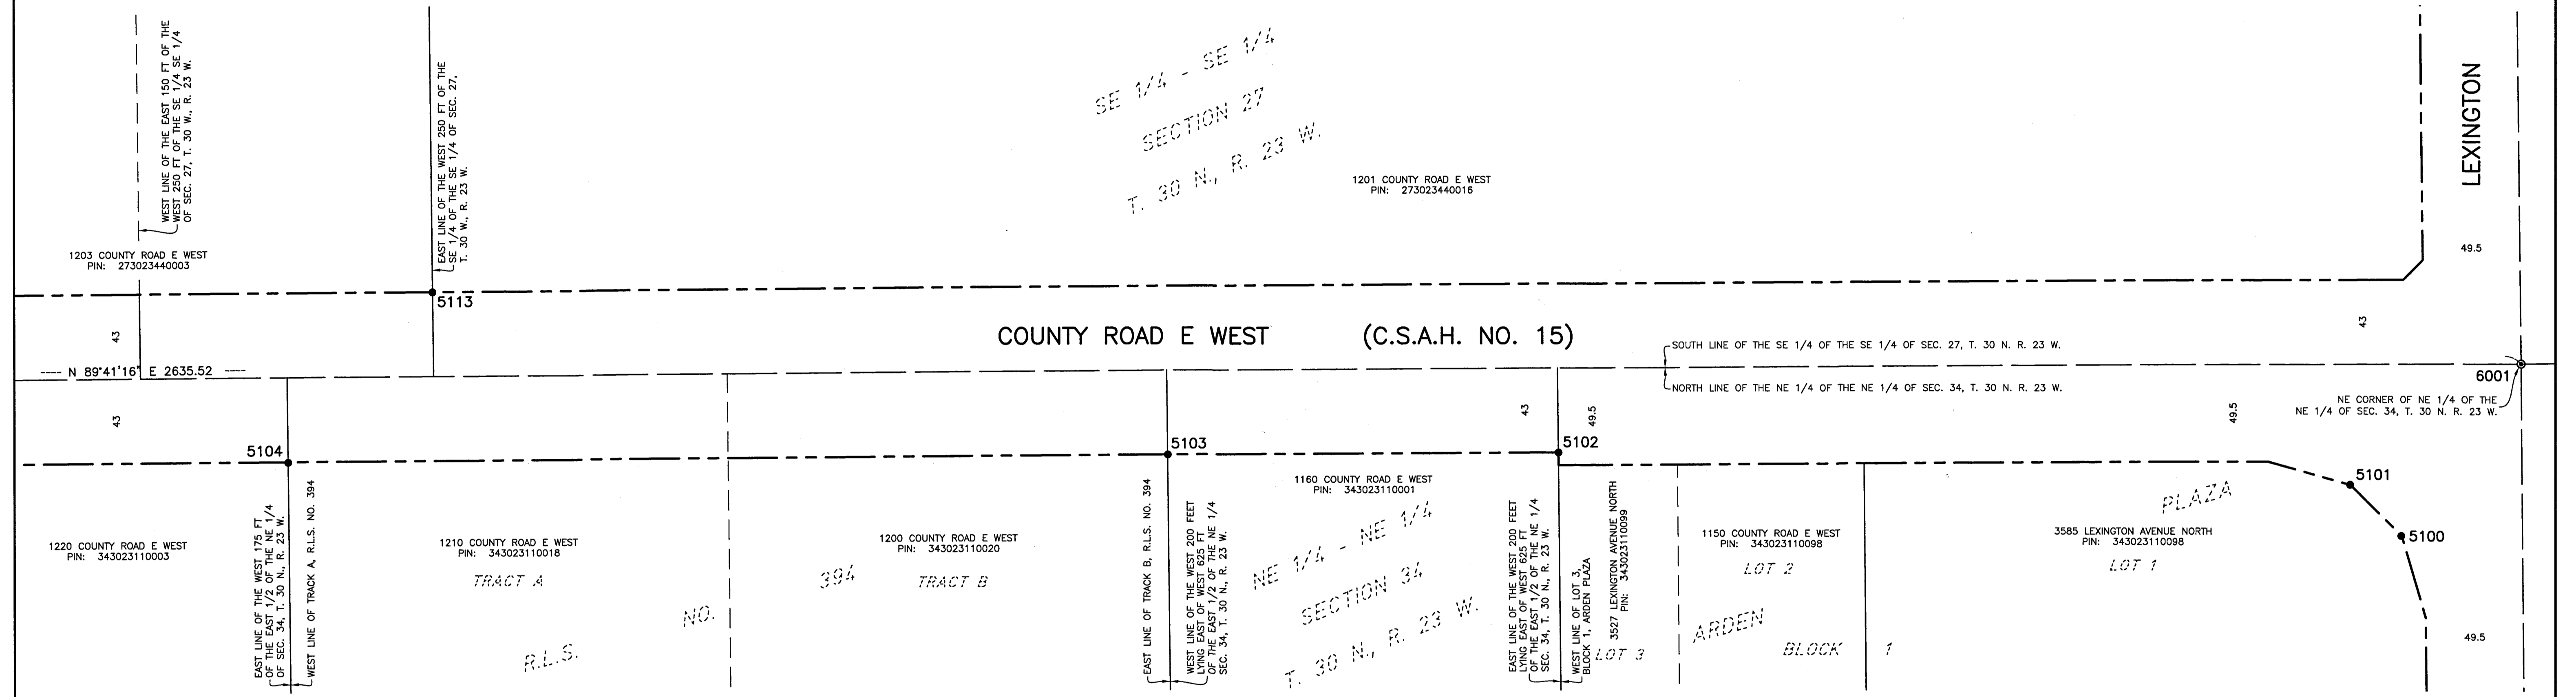 WEST LINE OF THE EAST 150 FT OF THE
WEST 250 FT OF THE SE 1/4 SE 1/4
OF SEC. 27, T. 30 W., R. 23 W.
EAST LINE OF THE WEST 250 FT OF THE
SE 1/4 OF THE SE 1/4 OF SEC. 27,
T. 30 W., R. 23 W.
SE 1/4 - SE 1/4
SECTION 27
T. 30 N., R. 23 W.
1201 COUNTY ROAD E WEST
PIN: 273023440016
LEXINGTON
49.5
1203 COUNTY ROAD E WEST
PIN: 273023440003
5113
43
COUNTY ROAD E WEST (C.S.A.H. NO. 15)
43
SOUTH LINE OF THE SE 1/4 OF THE SE 1/4 OF SEC. 27, T. 30 N. R. 23 W.
N 89°41'16" E 2635.52
6001
NORTH LINE OF THE NE 1/4 OF THE NE 1/4 OF SEC. 34, T. 30 N. R. 23 W.
NE CORNER OF NE 1/4 OF THE
NE 1/4 OF SEC. 34, T. 30 N. R. 23 W.
43
43
49.5
49.5
5104
5103
5102
5101
5100
1220 COUNTY ROAD E WEST
PIN: 343023110003
EAST LINE OF THE WEST 175 FT
OF THE EAST 1/2 OF THE NE 1/4
OF SEC. 34, T. 30 N., R. 23 W.
WEST LINE OF TRACK A, R.L.S. NO. 394
1210 COUNTY ROAD E WEST
PIN: 343023110018
TRACT A
R.L.S. NO. 394
1200 COUNTY ROAD E WEST
PIN: 343023110020
TRACT B
EAST LINE OF TRACK B, R.L.S. NO. 394
WEST LINE OF THE WEST 200 FEET
LYING EAST OF WEST 625 FT
OF THE EAST 1/2 OF THE NE 1/4
SEC. 34, T. 30 N., R. 23 W.
1160 COUNTY ROAD E WEST
PIN: 343023110001
NE 1/4 - NE 1/4
SECTION 34
T. 30 N., R. 23 W.
EAST LINE OF THE WEST 200 FEET
LYING EAST OF WEST 625 FT
OF THE EAST 1/2 OF THE NE 1/4
SEC. 34, T. 30 N., R. 23 W.
WEST LINE OF LOT 3,
BLOCK 1, ARDEN PLAZA
3527 LEXINGTON AVENUE NORTH
PIN: 343023110099
LOT 3
1150 COUNTY ROAD E WEST
PIN: 343023110098
LOT 2
ARDEN PLAZA
BLOCK 1
3585 LEXINGTON AVENUE NORTH
PIN: 343023110098
LOT 1
49.5